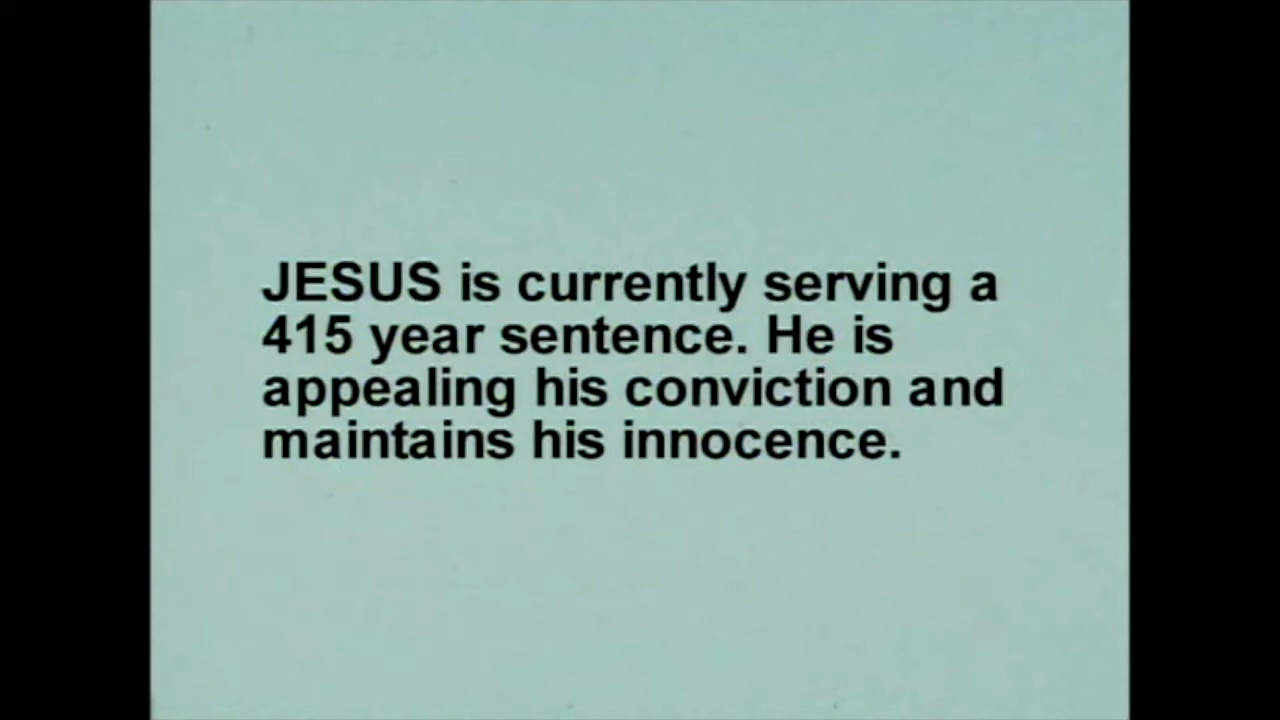 JESUS is currently serving a
415 year sentence. He is
appealing his conviction and
maintains his innocence.